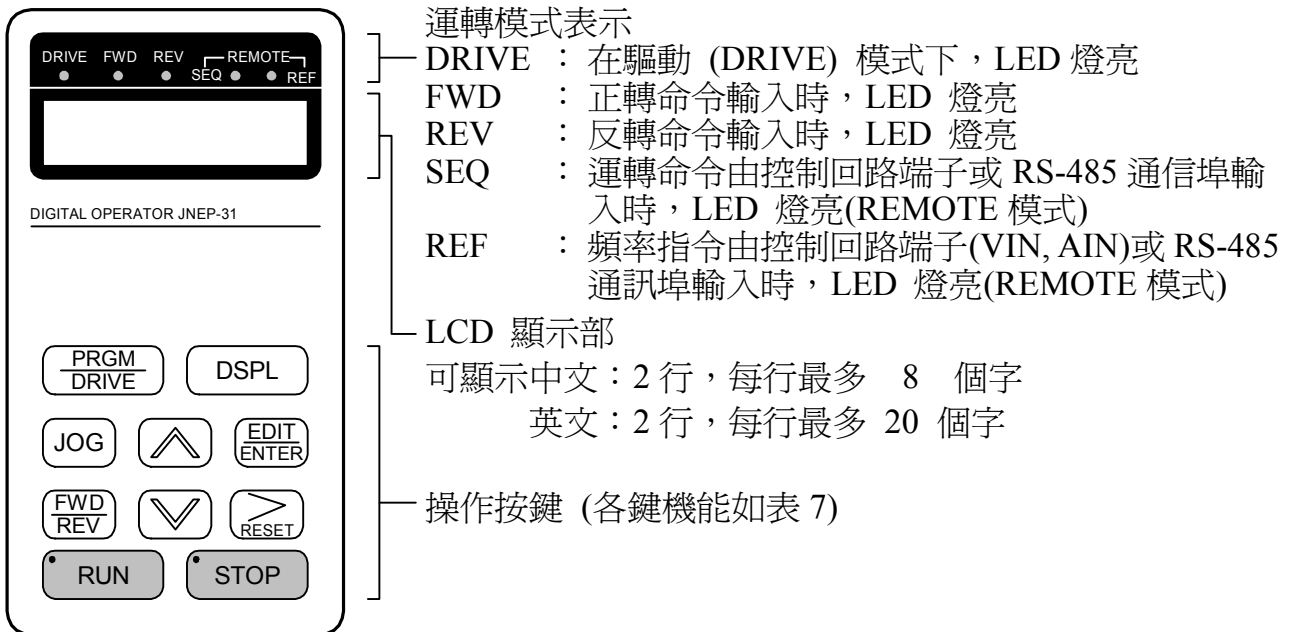 DRIVE FWD REV REMOTE
SEQ REF
DIGITAL OPERATOR JNEP-31
PRGM
DRIVE
DSPL
JOG
EDIT
ENTER
FWD
REV
RESET
RUN
STOP
運轉模式表示
DRIVE : 在驅動 (DRIVE) 模式下,LED 燈亮
FWD : 正轉命令輸入時,LED 燈亮
REV : 反轉命令輸入時,LED 燈亮
SEQ : 運轉命令由控制回路端子或 RS-485 通信埠輸
入時,LED 燈亮(REMOTE 模式)
REF : 頻率指令由控制回路端子(VIN, AIN)或 RS-485
通訊埠輸入時,LED 燈亮(REMOTE 模式)
LCD 顯示部
可顯示中文:2 行,每行最多 8 個字
英文:2 行,每行最多 20 個字
操作按鍵 (各鍵機能如表 7)